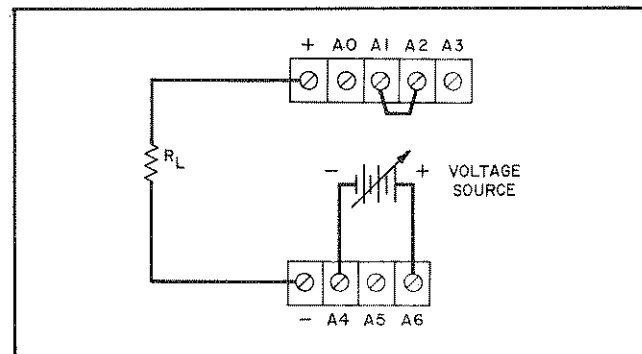 + A0 A1 A2 A3
RL
- + VOLTAGE
SOURCE
- A4 A5 A6